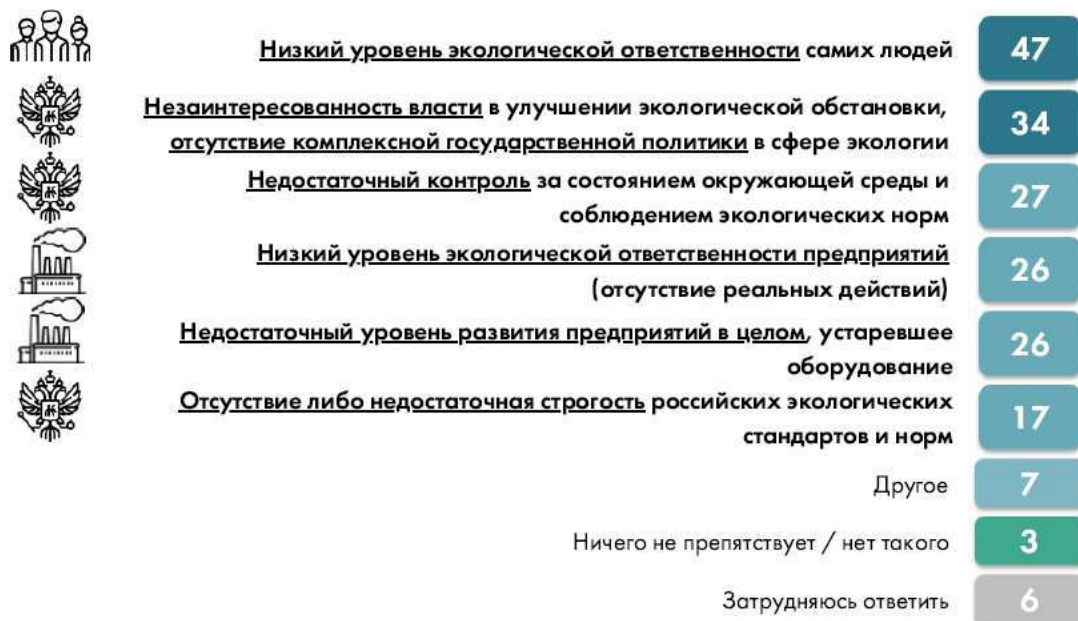 Низкий уровень экологической ответственности самих людей 47
Незаинтересованность власти в улучшении экологической обстановки,
отсутствие комплексной государственной политики в сфере экологии 34
Недостаточный контроль за состоянием окружающей среды и
соблюдением экологических норм 27
Низкий уровень экологической ответственности предприятий
(отсутствие реальных действий) 26
Недостаточный уровень развития предприятий в целом, устаревшее
оборудование 26
Отсутствие либо недостаточная строгость российских экологических
стандартов и норм 17
Другое 7
Ничего не препятствует / нет такого 3
Затрудняюсь ответить 6